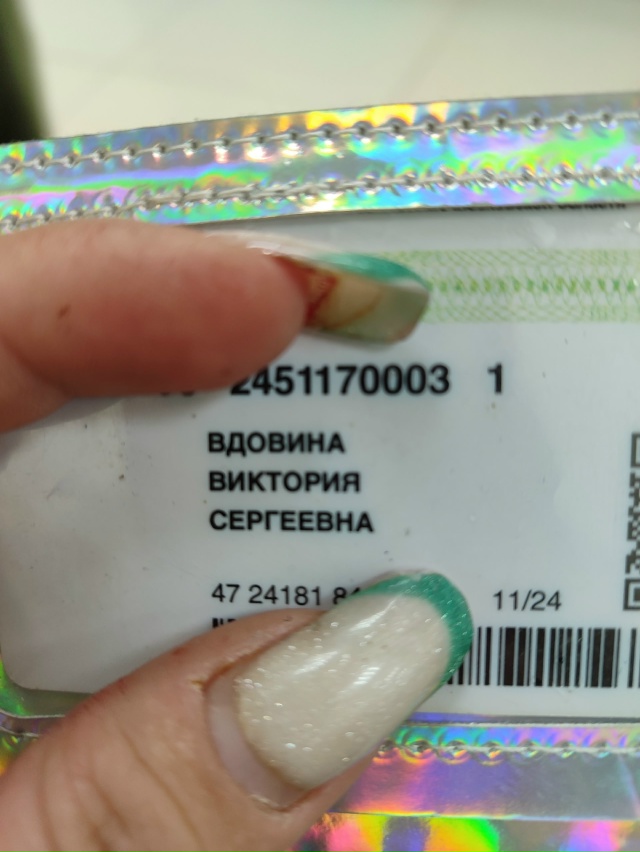 2451170003 1
ВДОВИНА
ВИКТОРИЯ
СЕРГЕЕВНА
47 24181 11/24